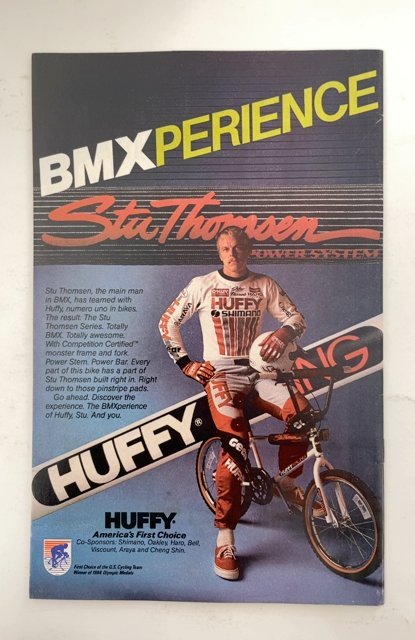 BMXPERIENCE
Stu Thomsen
POWER SYSTEM
Stu Thomsen, the main man
in BMX, has teamed with
Huffy, numero uno in bikes.
The result: The Stu
Thomsen Series. Totally
BMX. Totally awesome.
With Competition Certified™
monster frame and fork.
Power Stem. Power Bar. Every
part of this bike has a part of
Stu Thomsen built right in. Right
down to those pinstripe pads.
Go ahead. Discover the
experience. The BMXperience
of Huffy, Stu. And you.
HUFFY
SHIMANO
HUFFY®
HUFFY
America's First Choice
Co-Sponsors: Shimano, Oakley, Haro, Bell,
Viscount, Araya and Cheng Shin.
First Choice of the U.S. Cycling Team
Winner of 1984 Olympic Medals